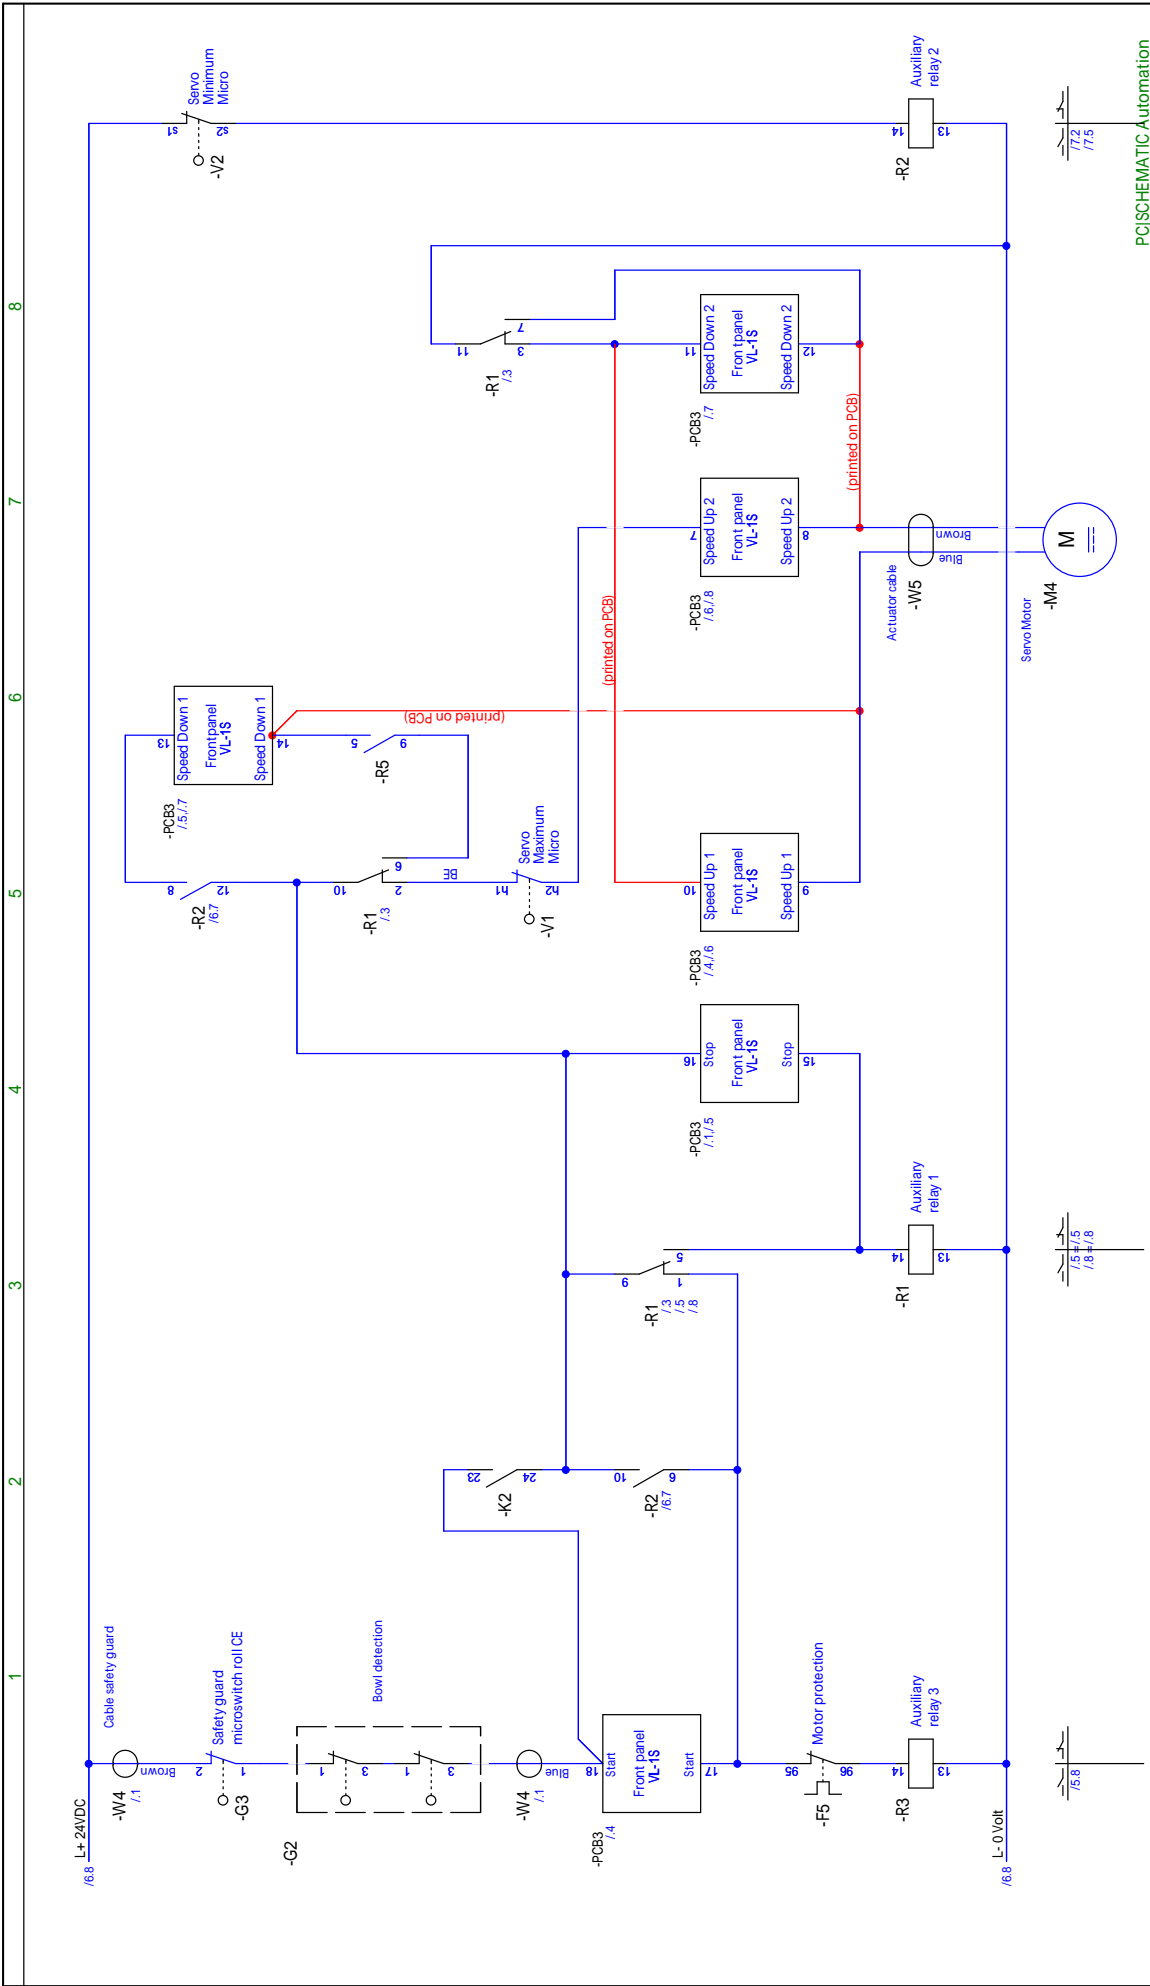 1
2
3
4
5
6
7
8
L+ 24VDC
/6.8
Cable safety guard
-W4
/.1
Brown
2
1
-G3
Safety guard
microswitch roll CE
-G2
Bowl detection
1
3
1
3
-W4
/.1
Blue
18
-PCB3
/.4
Start
Front panel
VL-1S
Start
17
Motor protection
95
96
-F5
Auxiliary
relay 3
14
13
-R3
L- 0 Volt
/6.8
/5.8
23
24
-K2
10
6
-R2
/6.7
9
5
1
-R1
/.3
/.5
/.8
Auxiliary
relay 1
14
13
-R1
/.5 = /.5
/.8 = /.8
16
-PCB3
/.1,/.5
Stop
Front panel
VL-1S
Stop
15
8
12
-R2
/6.7
10
6
2
-R1
/.3
BE
h1
h2
-V1
Servo
Maximum
Micro
10
-PCB3
/.4,/.6
Speed Up 1
Front panel
VL-1S
Speed Up 1
9
13
-PCB3
/.5,/.7
Speed Down 1
Frontpanel
VL-1S
Speed Down 1
14
5
9
-R5
(printed on PCB)
(printed on PCB)
7
-PCB3
/.6,/.8
Speed Up 2
Front panel
VL-1S
Speed Up 2
8
(printed on PCB)
Actuator cable
-W5
Blue
Brown
Servo Motor
-M4
M
11
7
3
-R1
/.3
11
-PCB3
/.7
Speed Down 2
Fron tpanel
VL-1S
Speed Down 2
12
s1
s2
-V2
Servo
Minimum
Micro
Auxiliary
relay 2
14
13
-R2
/7.2
/7.5
PC|SCHEMATIC Automation